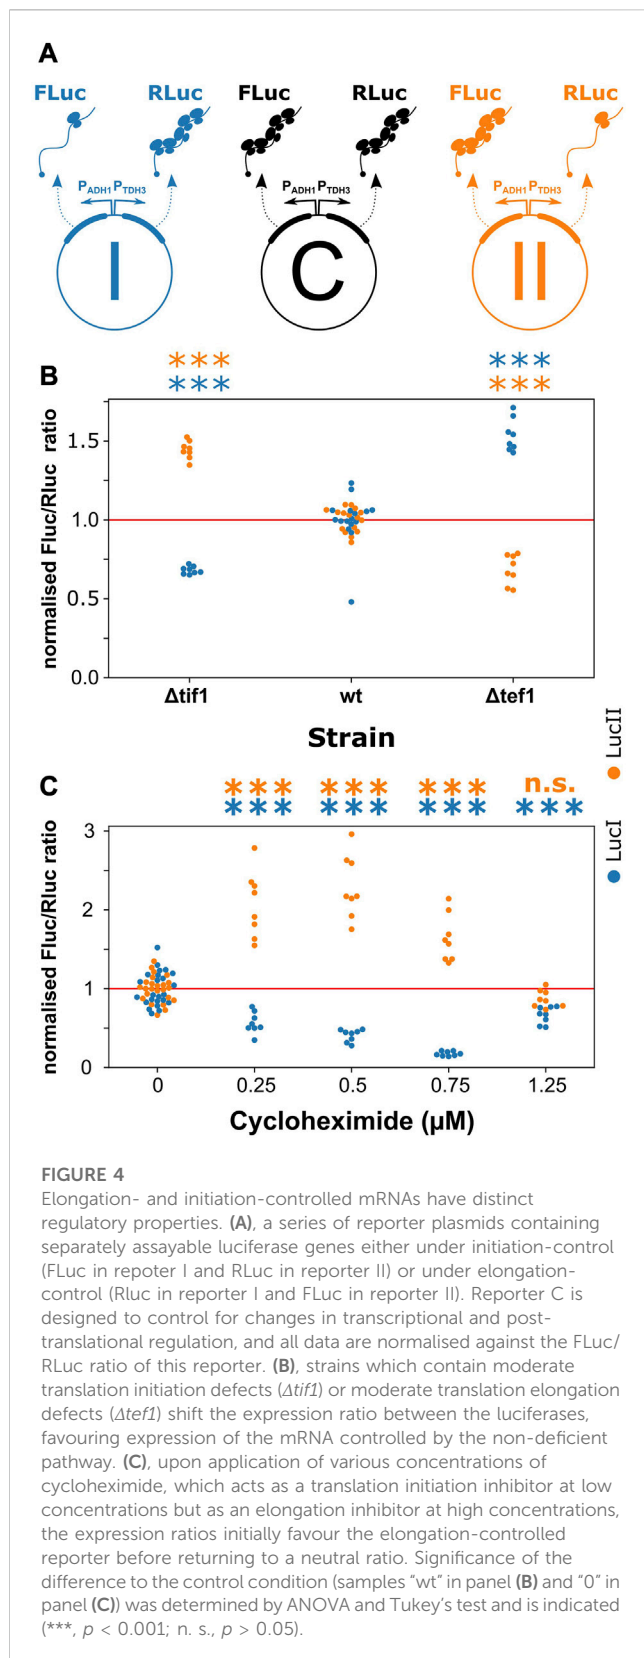 A
FLuc RLuc FLuc RLuc FLuc RLuc
PADH1 PTDH3 PADH1 PTDH3 PADH1 PTDH3
I C II
B
*** ***
*** ***
normalised Fluc/Rluc ratio
1.5
1.0
0.5
0.0
Δtif1 wt Δtef1
Strain
LucII
LucI
C
*** *** *** n.s.
*** *** *** ***
normalised Fluc/Rluc ratio
3
2
1
0
0 0.25 0.5 0.75 1.25
Cycloheximide (µM)
FIGURE 4
Elongation- and initiation-controlled mRNAs have distinct
regulatory properties. (A), a series of reporter plasmids containing
separately assayable luciferase genes either under initiation-control
(FLuc in repoter I and RLuc in reporter II) or under elongation-
control (Rluc in reporter I and FLuc in reporter II). Reporter C is
designed to control for changes in transcriptional and post-
translational regulation, and all data are normalised against the FLuc/
RLuc ratio of this reporter. (B), strains which contain moderate
translation initiation defects (Δtif1) or moderate translation elongation
defects (Δtef1) shift the expression ratio between the luciferases,
favouring expression of the mRNA controlled by the non-deficient
pathway. (C), upon application of various concentrations of
cycloheximide, which acts as a translation initiation inhibitor at low
concentrations but as an elongation inhibitor at high concentrations,
the expression ratios initially favour the elongation-controlled
reporter before returning to a neutral ratio. Significance of the
difference to the control condition (samples “wt” in panel (B) and “0” in
panel (C)) was determined by ANOVA and Tukey’s test and is indicated
(***, p < 0.001; n. s., p > 0.05).